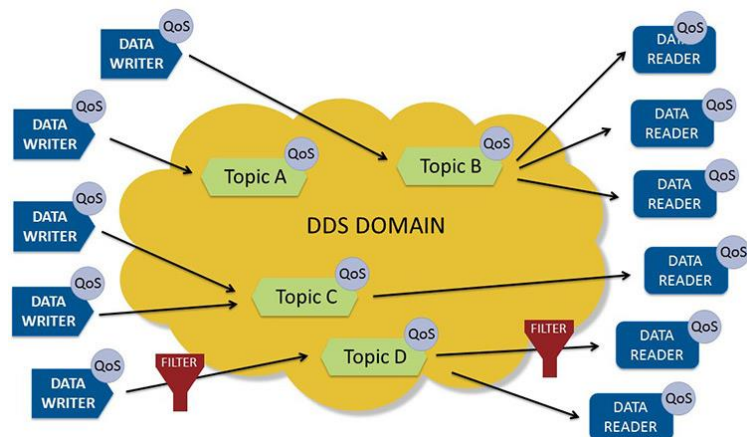 QoS
DATA
WRITER
QoS
DATA
READER
QoS
DATA
WRITER
QoS
DATA
READER
QoS
Topic A
QoS
Topic B
QoS
DATA
READER
QoS
DATA
WRITER
DDS DOMAIN
QoS
DATA
READER
QoS
DATA
WRITER
QoS
Topic C
QoS
DATA
READER
QoS
DATA
WRITER
FILTER
QoS
Topic D
FILTER
QoS
DATA
READER